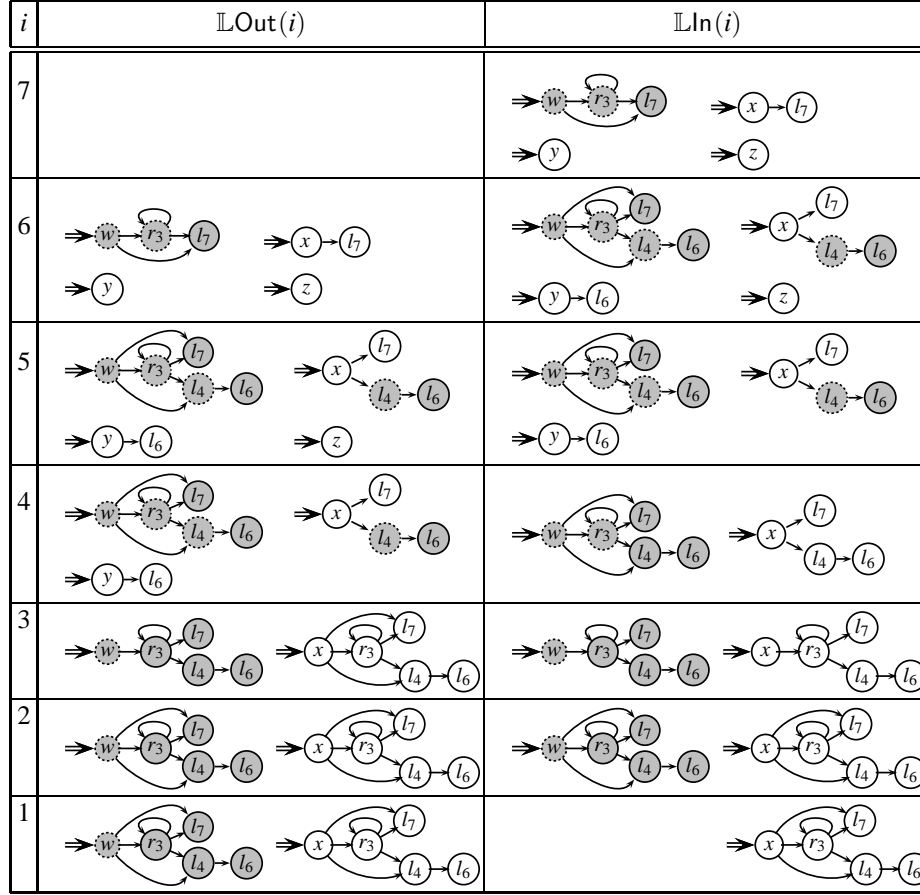 i 𝕃Out(i) 𝕃In(i)
7
w r₃ l₇ x l₇
y z
6
w r₃ l₇ x l₇
y z
w r₃ l₇ l₄ l₆ x l₇ l₄ l₆
y l₆ z
5
w r₃ l₇ l₄ l₆ x l₇ l₄ l₆
y l₆ z
w r₃ l₇ l₄ l₆ x l₇ l₄ l₆
y l₆
4
w r₃ l₇ l₄ l₆ x l₇ l₄ l₆
y l₆
w r₃ l₇ l₄ l₆ x l₇ l₄ l₆
3
w r₃ l₇ l₄ l₆ x r₃ l₇ l₄ l₆
w r₃ l₇ l₄ l₆ x r₃ l₇ l₄ l₆
2
w r₃ l₇ l₄ l₆ x r₃ l₇ l₄ l₆
w r₃ l₇ l₄ l₆ x r₃ l₇ l₄ l₆
1
w r₃ l₇ l₄ l₆ x r₃ l₇ l₄ l₆
x r₃ l₇ l₄ l₆